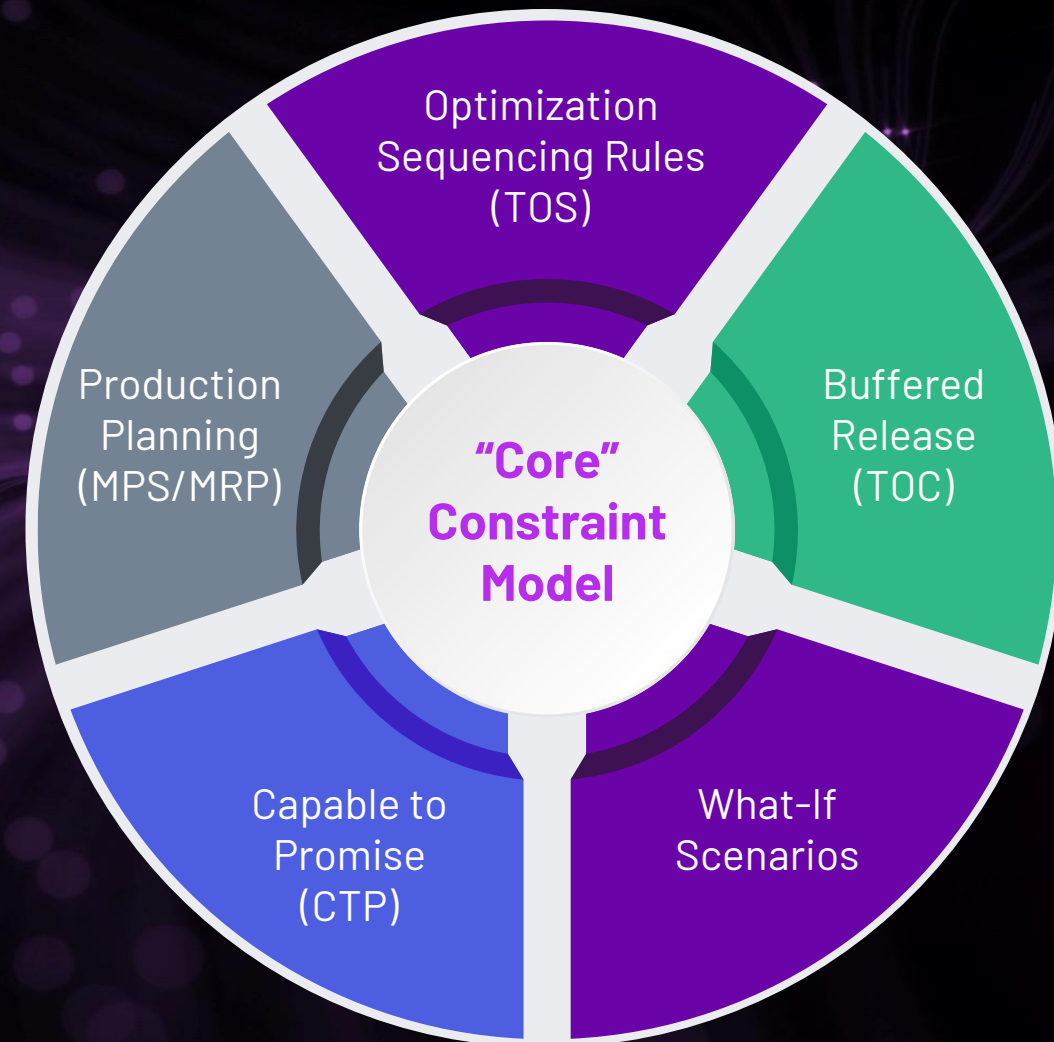 Optimization
Sequencing Rules
(TOS)
Buffered
Release
(TOC)
What-If
Scenarios
Capable to
Promise
(CTP)
Production
Planning
(MPS/MRP)
“Core”
Constraint
Model